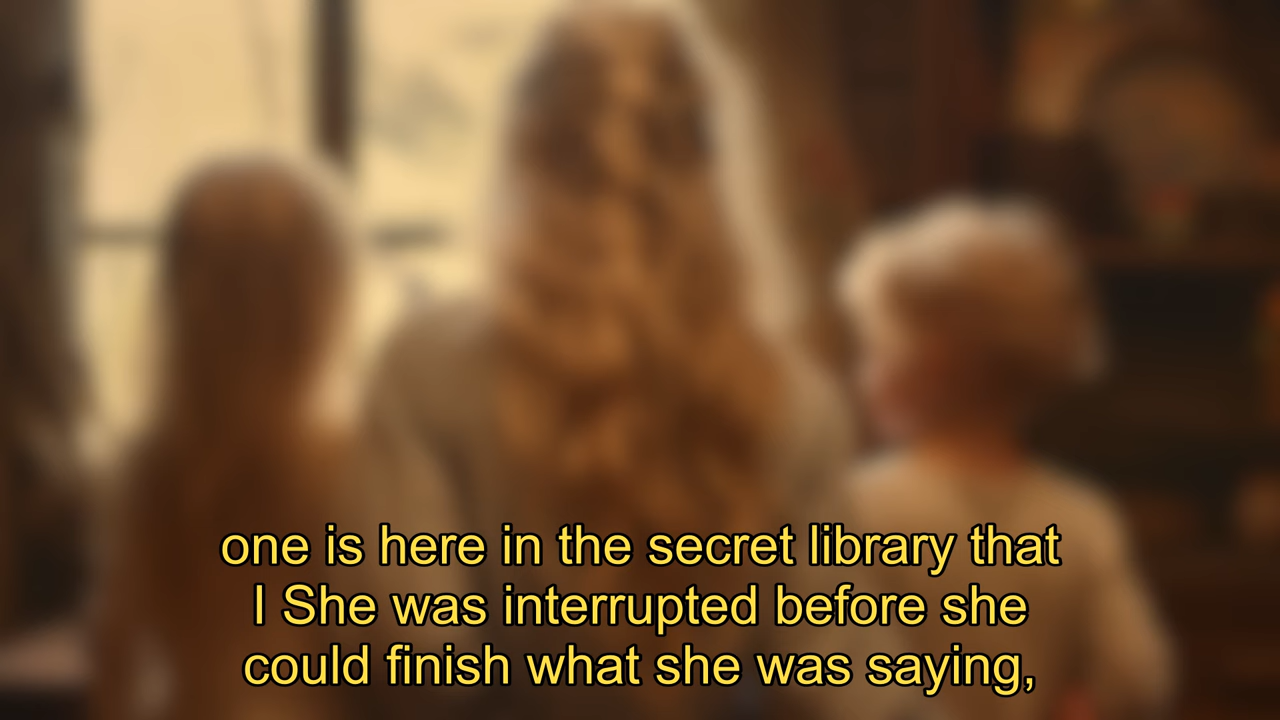 one is here in the secret library that
I She was interrupted before she
could finish what she was saying,